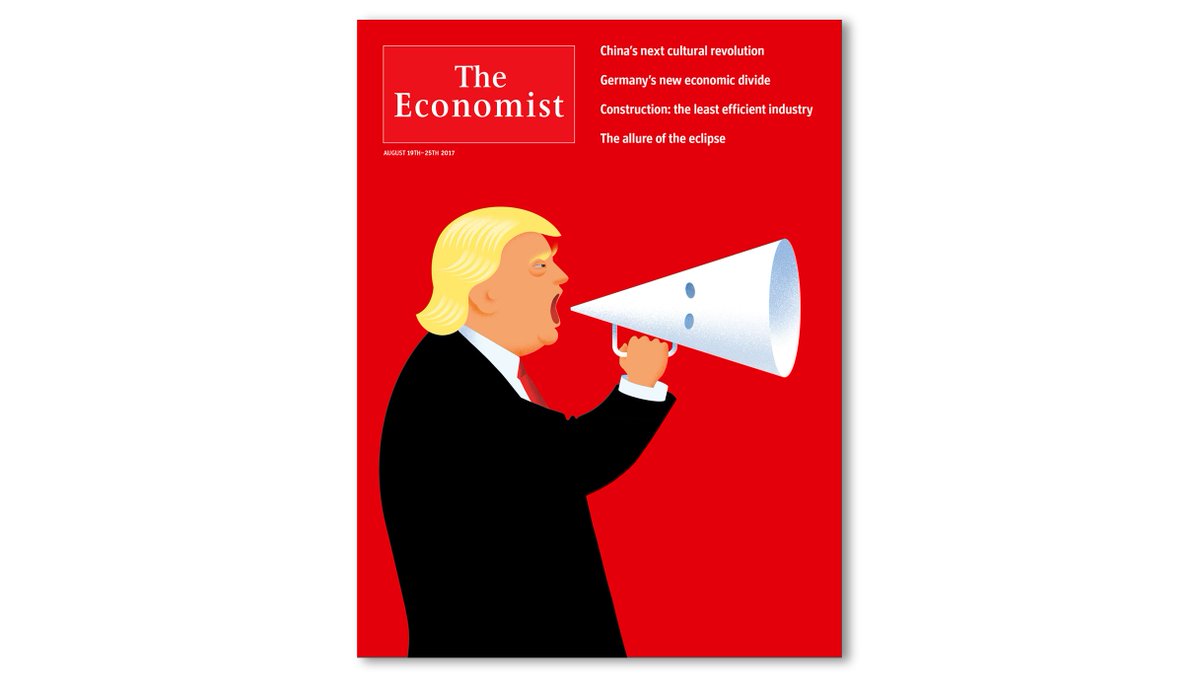 The
Economist
AUGUST 19TH–25TH 2017
China's next cultural revolution
Germany's new economic divide
Construction: the least efficient industry
The allure of the eclipse